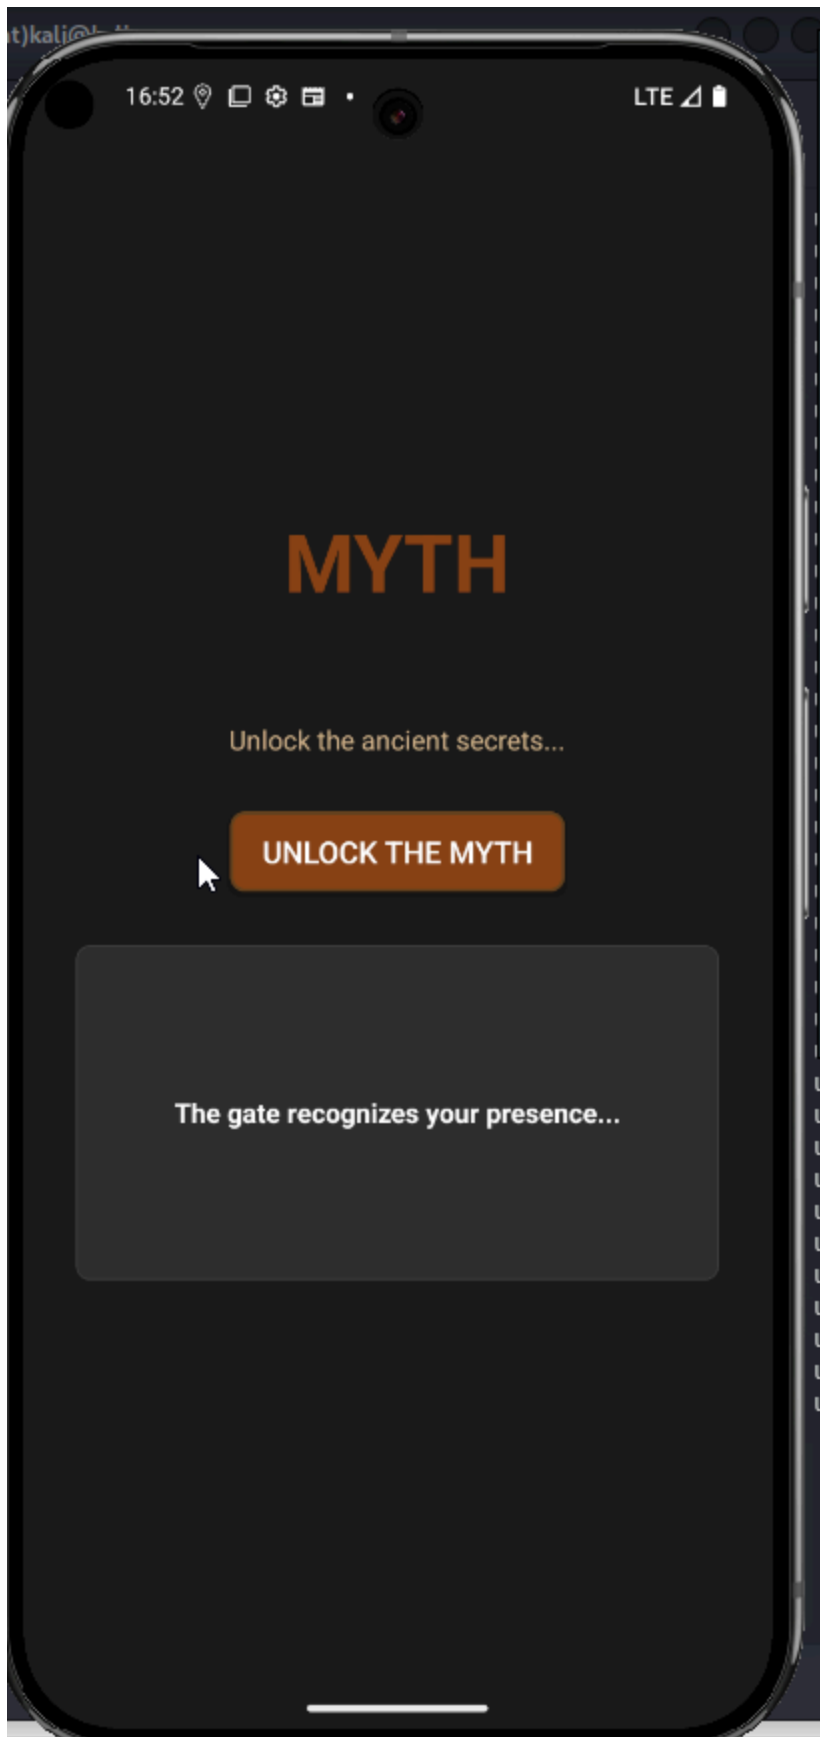 16:52
LTE
MYTH
Unlock the ancient secrets...
UNLOCK THE MYTH
The gate recognizes your presence...